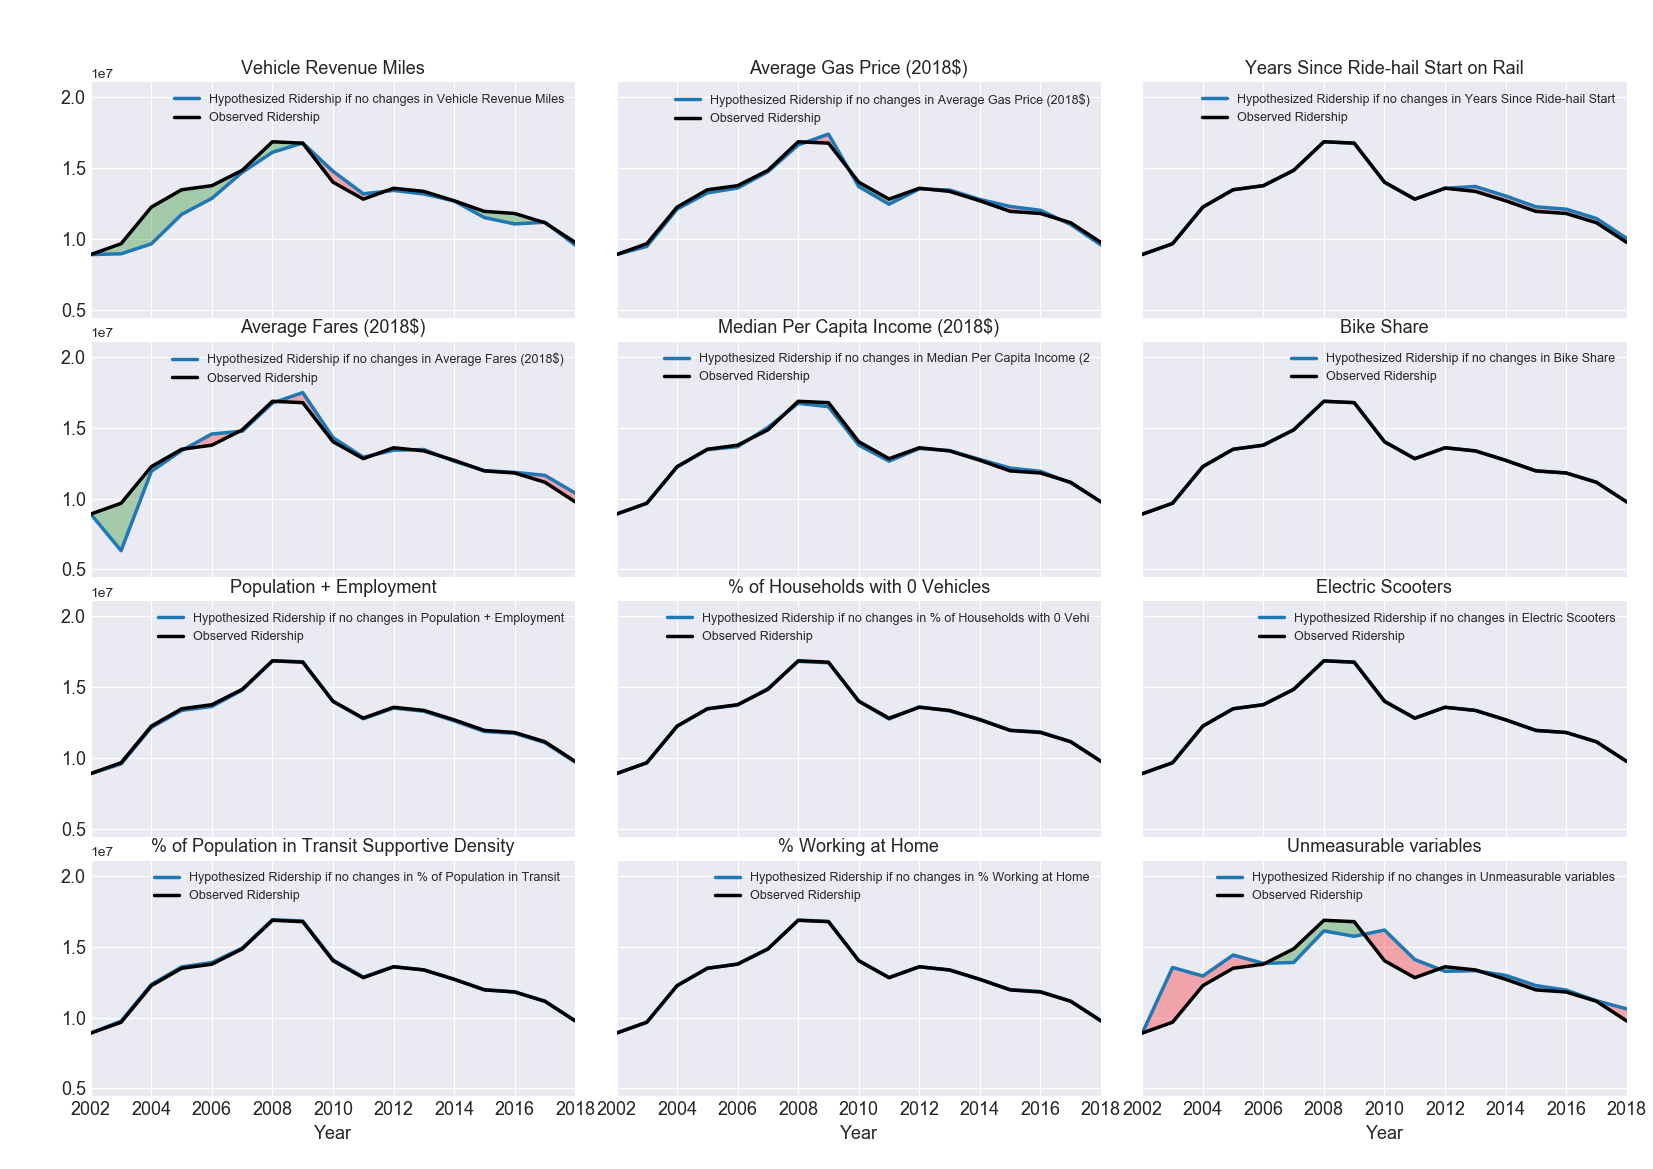 Vehicle Revenue Miles
1e7
Hypothesized Ridership if no changes in Vehicle Revenue Miles
Observed Ridership
2.0
1.5
1.0
0.5
Average Gas Price (2018$)
Hypothesized Ridership if no changes in Average Gas Price (2018$)
Observed Ridership
Years Since Ride-hail Start on Rail
Hypothesized Ridership if no changes in Years Since Ride-hail Start
Observed Ridership
Average Fares (2018$)
1e7
Hypothesized Ridership if no changes in Average Fares (2018$)
Observed Ridership
2.0
1.5
1.0
0.5
Median Per Capita Income (2018$)
Hypothesized Ridership if no changes in Median Per Capita Income (2
Observed Ridership
Bike Share
Hypothesized Ridership if no changes in Bike Share
Observed Ridership
Population + Employment
1e7
Hypothesized Ridership if no changes in Population + Employment
Observed Ridership
2.0
1.5
1.0
0.5
% of Households with 0 Vehicles
Hypothesized Ridership if no changes in % of Households with 0 Vehi
Observed Ridership
Electric Scooters
Hypothesized Ridership if no changes in Electric Scooters
Observed Ridership
% of Population in Transit Supportive Density
1e7
Hypothesized Ridership if no changes in % of Population in Transit
Observed Ridership
2.0
1.5
1.0
0.5
2002 2004 2006 2008 2010 2012 2014 2016 2018
Year
% Working at Home
Hypothesized Ridership if no changes in % Working at Home
Observed Ridership
2002 2004 2006 2008 2010 2012 2014 2016 2018
Year
Unmeasurable variables
Hypothesized Ridership if no changes in Unmeasurable variables
Observed Ridership
2002 2004 2006 2008 2010 2012 2014 2016 2018
Year